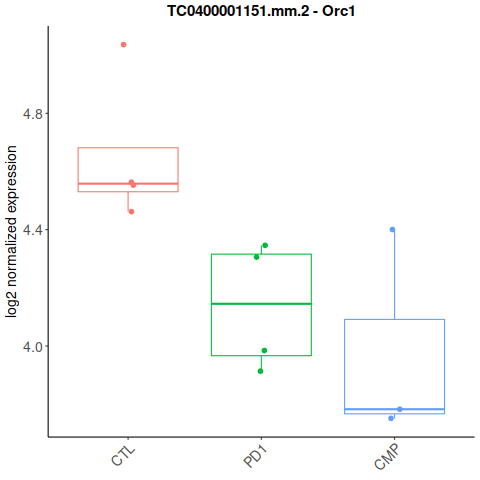 TC0400001151.mm.2 - Orc1
log2 normalized expression
4.8
4.4
4.0
CTL
PD1
CMP